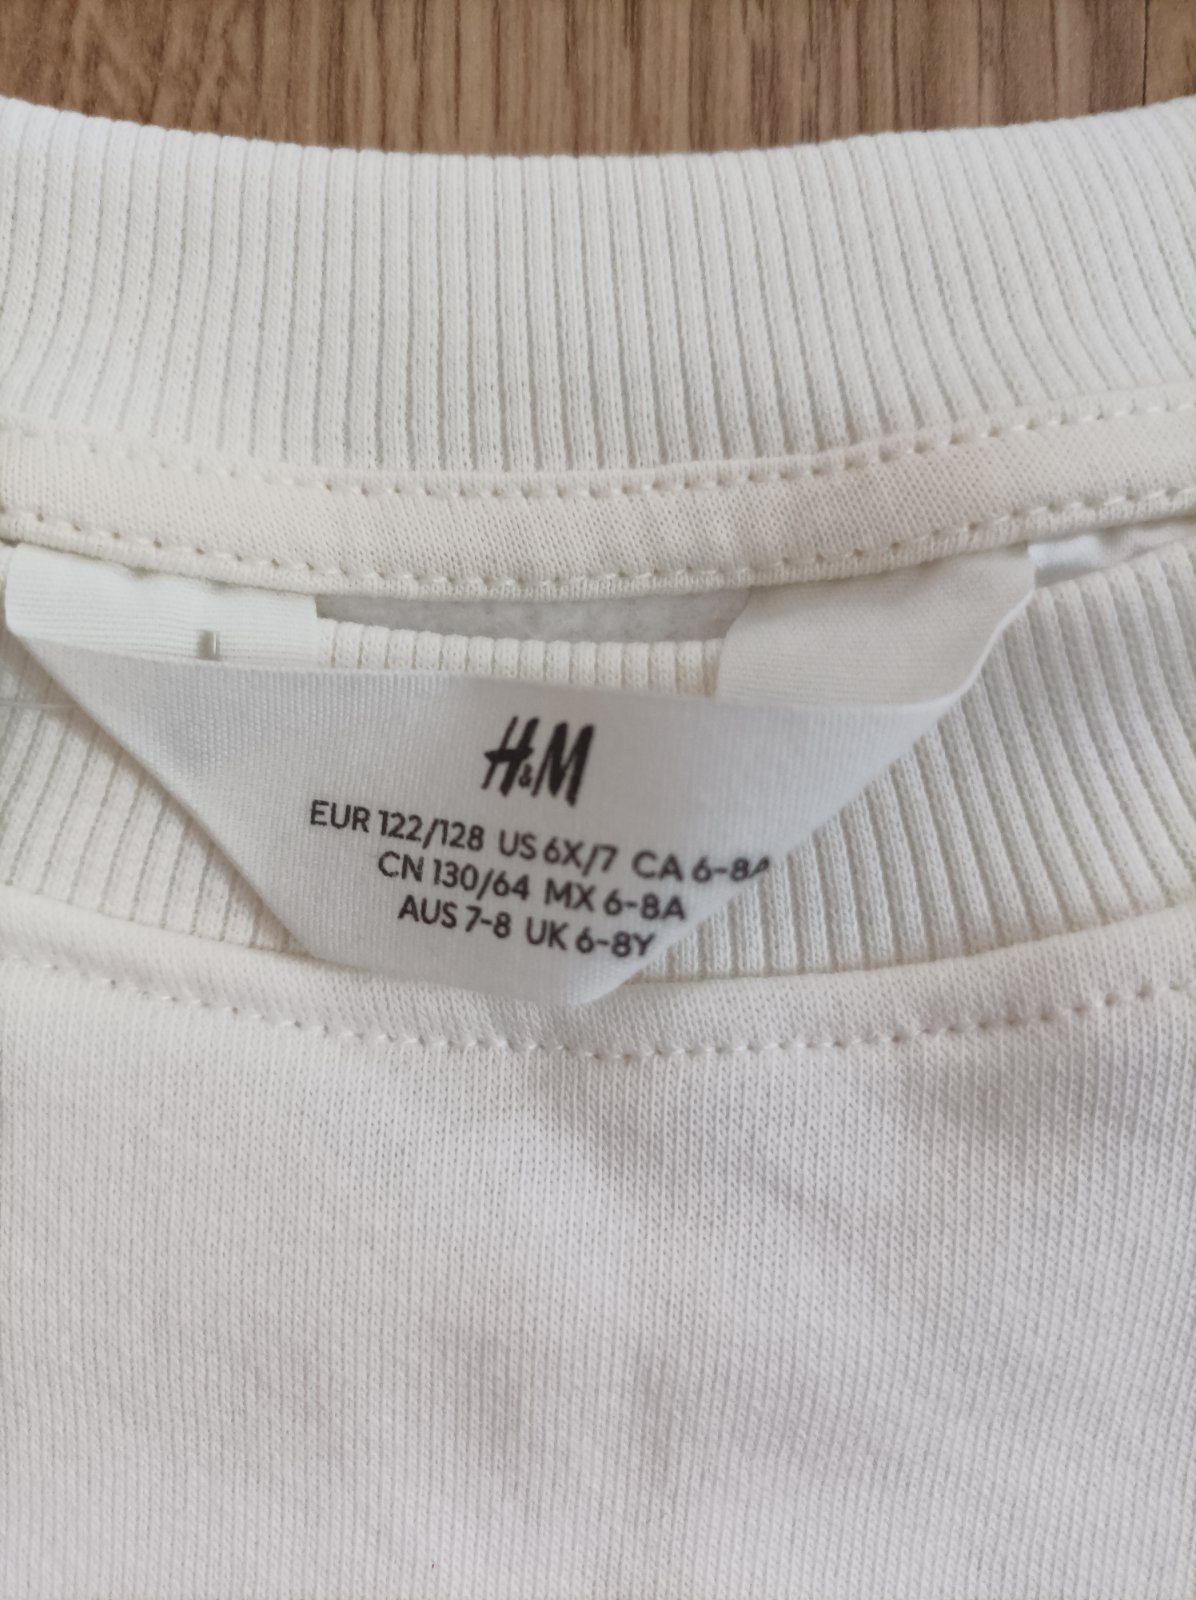 H&M
EUR 122/128 US 6X/7 CA 6-8A
CN 130/64 MX 6-8A
AUS 7-8 UK 6-8Y